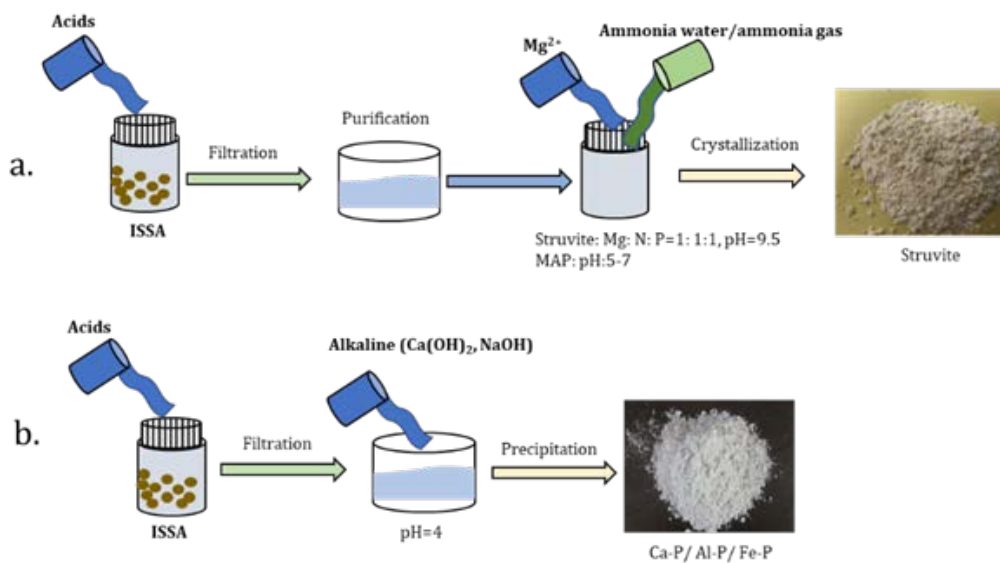 Acids
Mg²⁺
Ammonia water/ammonia gas
Purification
Filtration
Crystallization
a.
ISSA
Struvite: Mg: N: P=1: 1:1, pH=9.5
MAP: pH:5-7
Struvite
Acids
Alkaline (Ca(OH)₂, NaOH)
b.
Filtration
Precipitation
ISSA
pH=4
Ca-P/ Al-P/ Fe-P